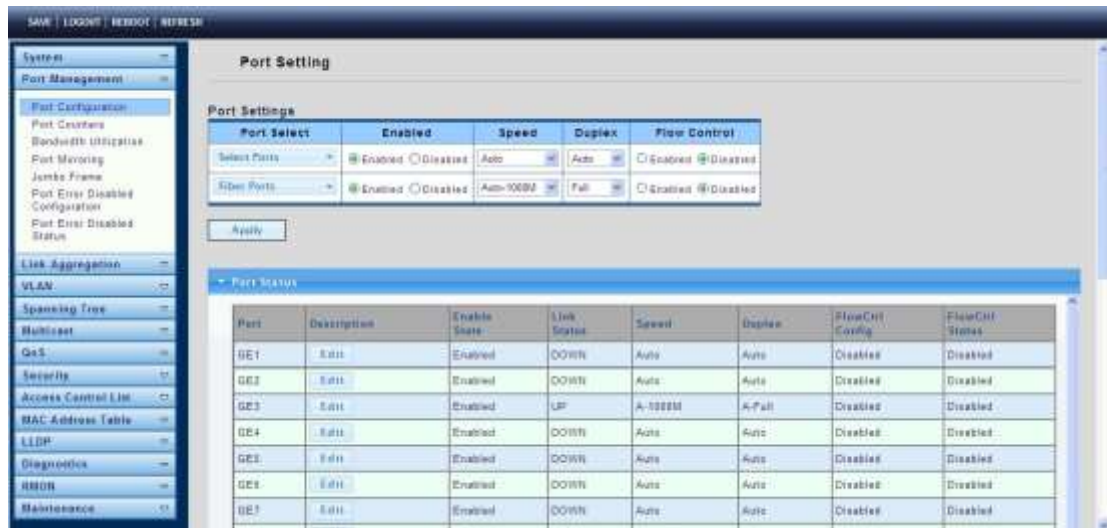 SAVE | LOGOUT | REBOOT | REFRESH
System
Port Management
Port Configuration
Port Counters
Bandwidth Utilization
Port Mirroring
Jumbo Frame
Port Error Disabled
Configuration
Port Error Disabled
Status
Link Aggregation
VLAN
Spanning Tree
Multicast
QoS
Security
Access Control List
MAC Address Table
LLDP
Diagnostics
RMON
Maintenance
Port Setting
Port Settings
Port Select Enabled Speed Duplex Flow Control
Select Ports Enabled Disabled Auto Auto Enabled Disabled
Fiber Ports Enabled Disabled Auto-1000M Full Enabled Disabled
Apply
Port Status
Port Description Enable State Link Status Speed Duplex FlowCtrl Config FlowCtrl Status
GE1 Edit Enabled DOWN Auto Auto Disabled Disabled
GE2 Edit Enabled DOWN Auto Auto Disabled Disabled
GE3 Edit Enabled UP A-1000M A-Full Disabled Disabled
GE4 Edit Enabled DOWN Auto Auto Disabled Disabled
GE5 Edit Enabled DOWN Auto Auto Disabled Disabled
GE6 Edit Enabled DOWN Auto Auto Disabled Disabled
GE7 Edit Enabled DOWN Auto Auto Disabled Disabled